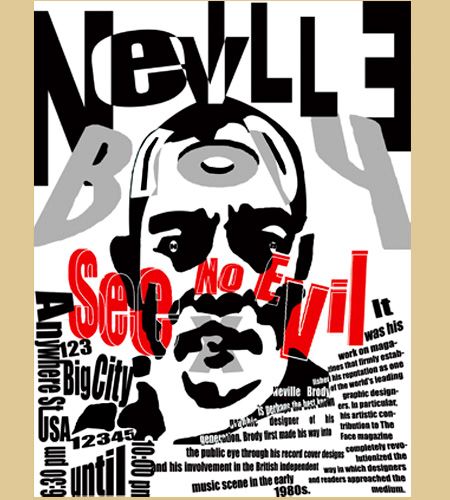 NevILLE
BODY
See No Evil
123
Big City
Anywhere St
USA
12345
until
10:00 pm
Neville Brody
is perhaps the best known
graphic designer of his
generation. Brody first made his way into
the public eye through his record cover designs
and his involvement in the British independent
music scene in the early
1980s.
It
was his
work on maga-
zines that firmly estab-
lished his reputation as one
of the world's leading
graphic design-
ers. In particular,
his artistic con-
tribution to The
Face magazine
completely revo-
lutionized the
way in which designers
and readers approached the
medium.